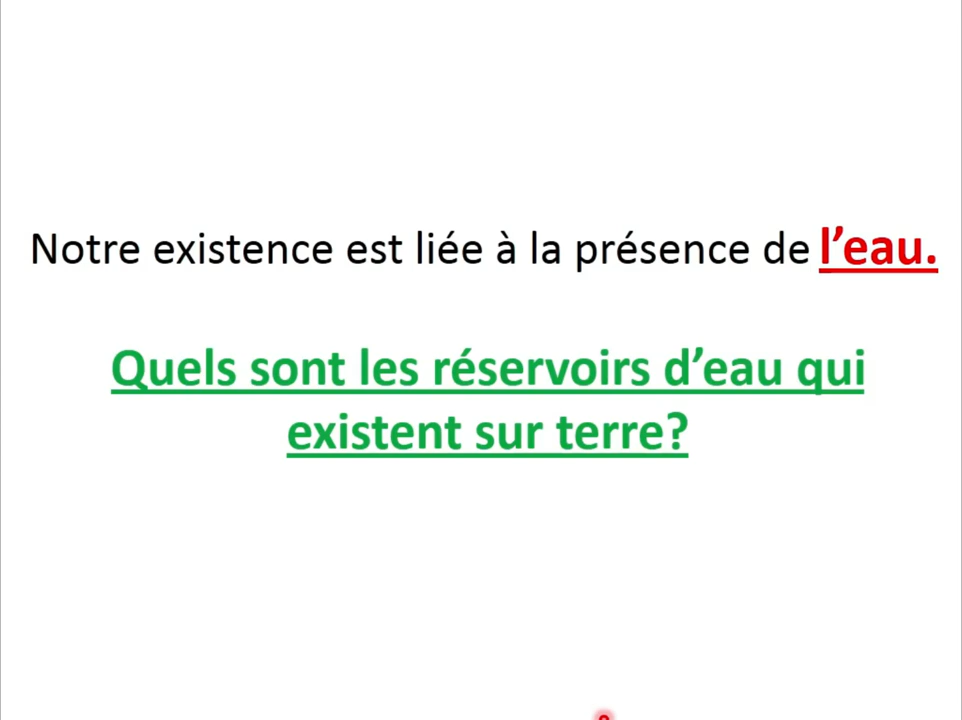 Notre existence est liée à la présence de l’eau.
Quels sont les réservoirs d’eau qui
existent sur terre?